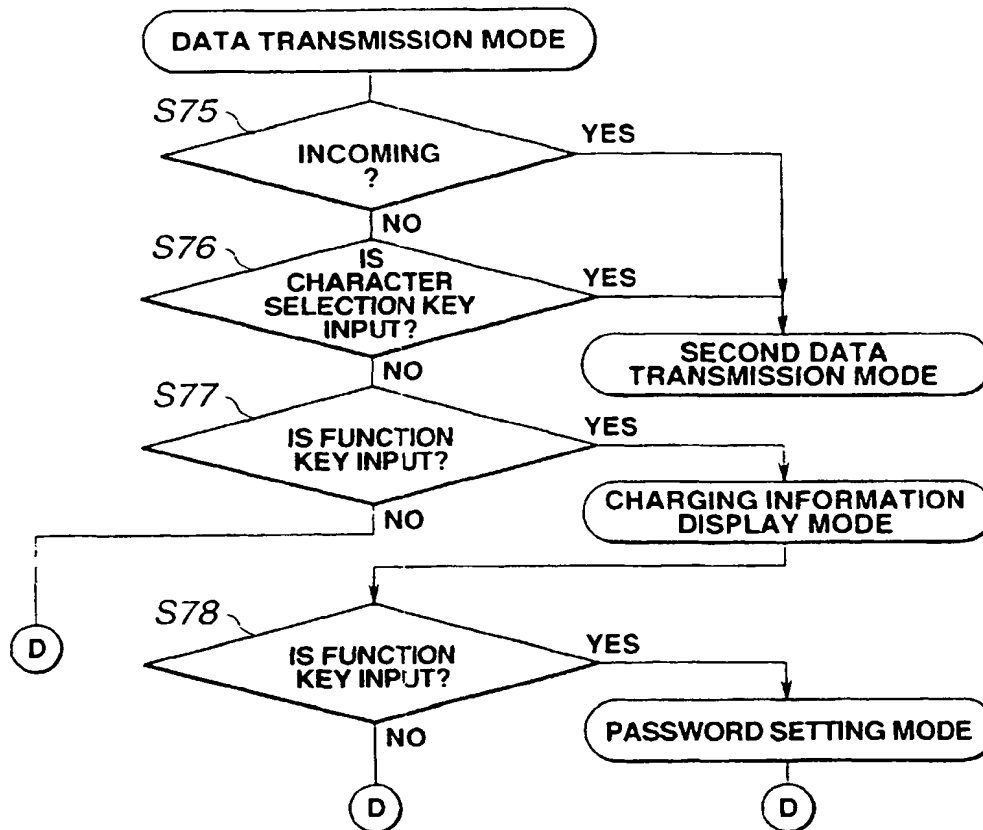 DATA TRANSMISSION MODE
S75
INCOMING
?
YES
NO
S76
IS
CHARACTER
SELECTION KEY
INPUT?
YES
NO
SECOND DATA
TRANSMISSION MODE
S77
IS FUNCTION
KEY INPUT?
YES
NO
CHARGING INFORMATION
DISPLAY MODE
D
S78
IS FUNCTION
KEY INPUT?
YES
NO
PASSWORD SETTING MODE
D
D